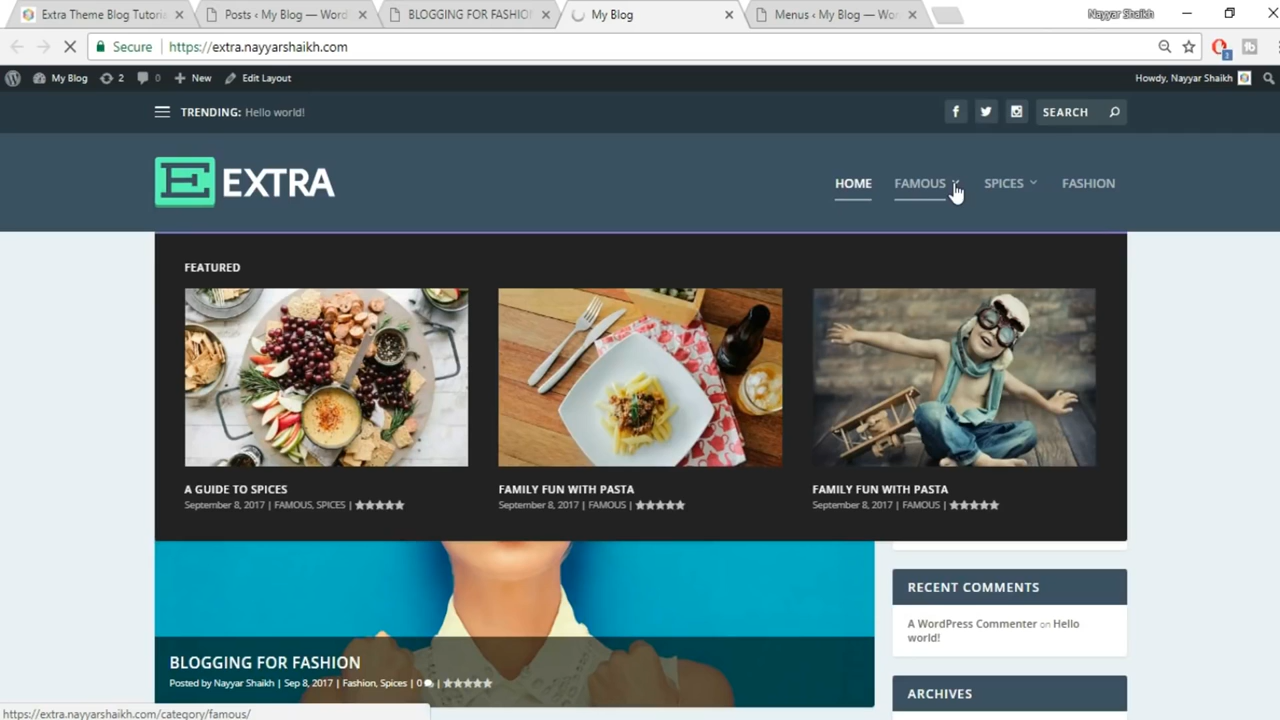 Extra Theme Blog Tutoria
Posts ‹ My Blog — Word
BLOGGING FOR FASHIO
My Blog
Menus ‹ My Blog — Wor
Nayyar Shaikh
Secure
https://extra.nayyarshaikh.com
My Blog
2
0
New
Edit Layout
Howdy, Nayyar Shaikh
TRENDING: Hello world!
SEARCH
E EXTRA
HOME
FAMOUS
SPICES
FASHION
FEATURED
A GUIDE TO SPICES
September 8, 2017 | FAMOUS, SPICES |
FAMILY FUN WITH PASTA
September 8, 2017 | FAMOUS |
FAMILY FUN WITH PASTA
September 8, 2017 | FAMOUS |
BLOGGING FOR FASHION
Posted by Nayyar Shaikh | Sep 8, 2017 | Fashion, Spices | 0 |
RECENT COMMENTS
A WordPress Commenter on Hello
world!
ARCHIVES
https://extra.nayyarshaikh.com/category/famous/